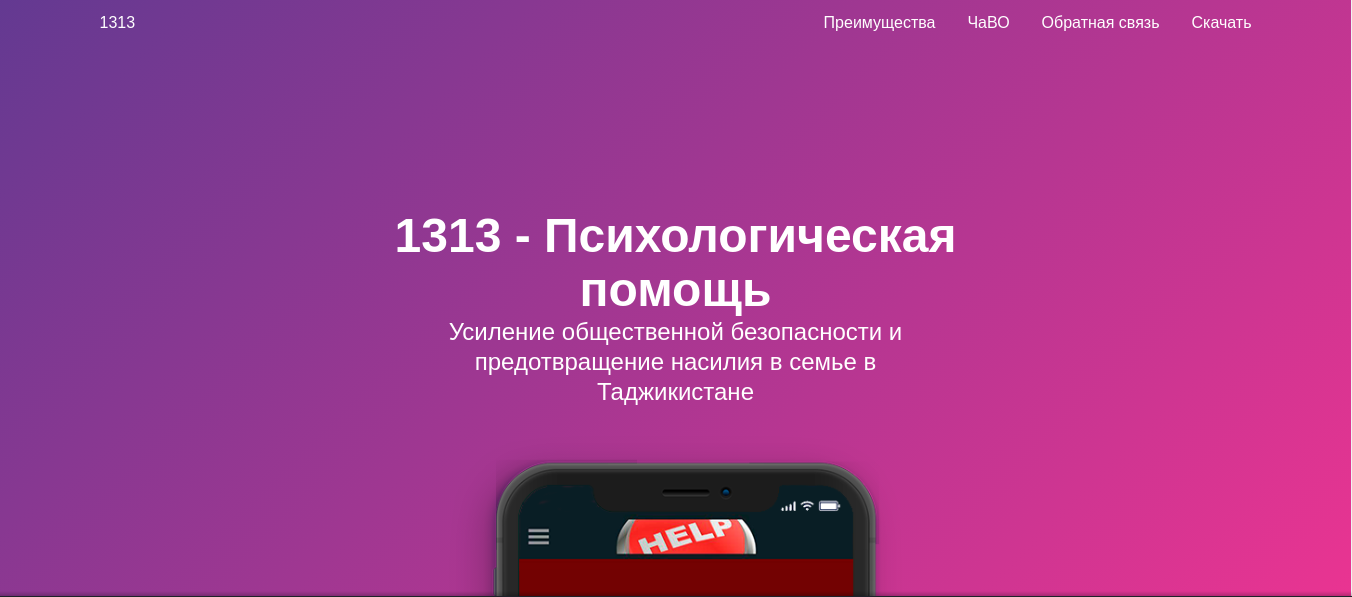 1313
Преимущества ЧаВО Обратная связь Скачать
1313 - Психологическая
помощь
Усиление общественной безопасности и
предотвращение насилия в семье в
Таджикистане
HELP